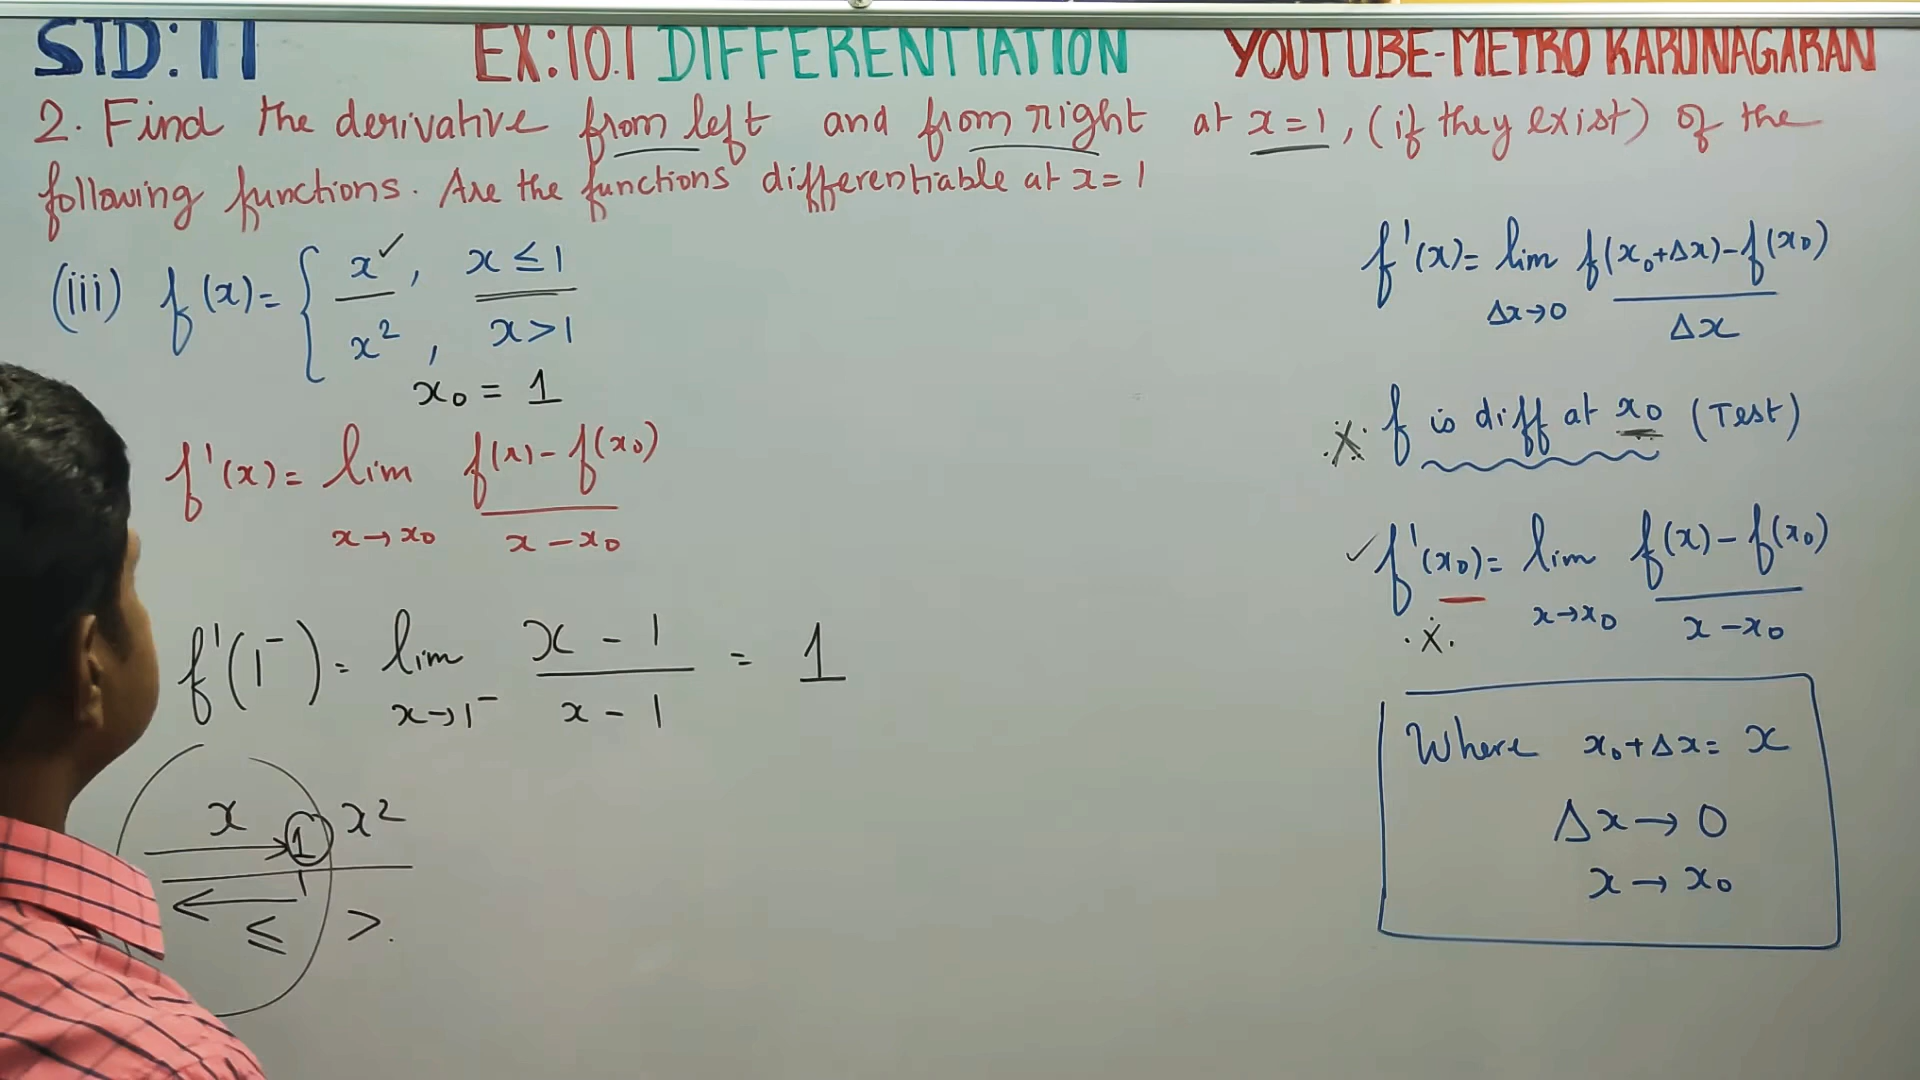 STD:11 EX:10.1 DIFFERENTIATION YOUTUBE-METRO KARUNAGARAN
2. Find the derivative from left and from right at x=1, (if they exist) of the
following functions. Are the functions differentiable at x=1
(iii) f(x)= { x, x≤1
x², x>1
x₀ = 1
f'(x)= lim f(x)-f(x₀)
x→x₀ x-x₀
f'(1⁻)= lim x-1 = 1
x→1⁻ x-1
x 1 x²
≤ >.
f'(x)= lim f(x₀+Δx)-f(x₀)
Δx→0 Δx
f is diff at x₀ (Test)
f'(x₀)= lim f(x)-f(x₀)
x→x₀ x-x₀
Where x₀+Δx= x
Δx→0
x→x₀